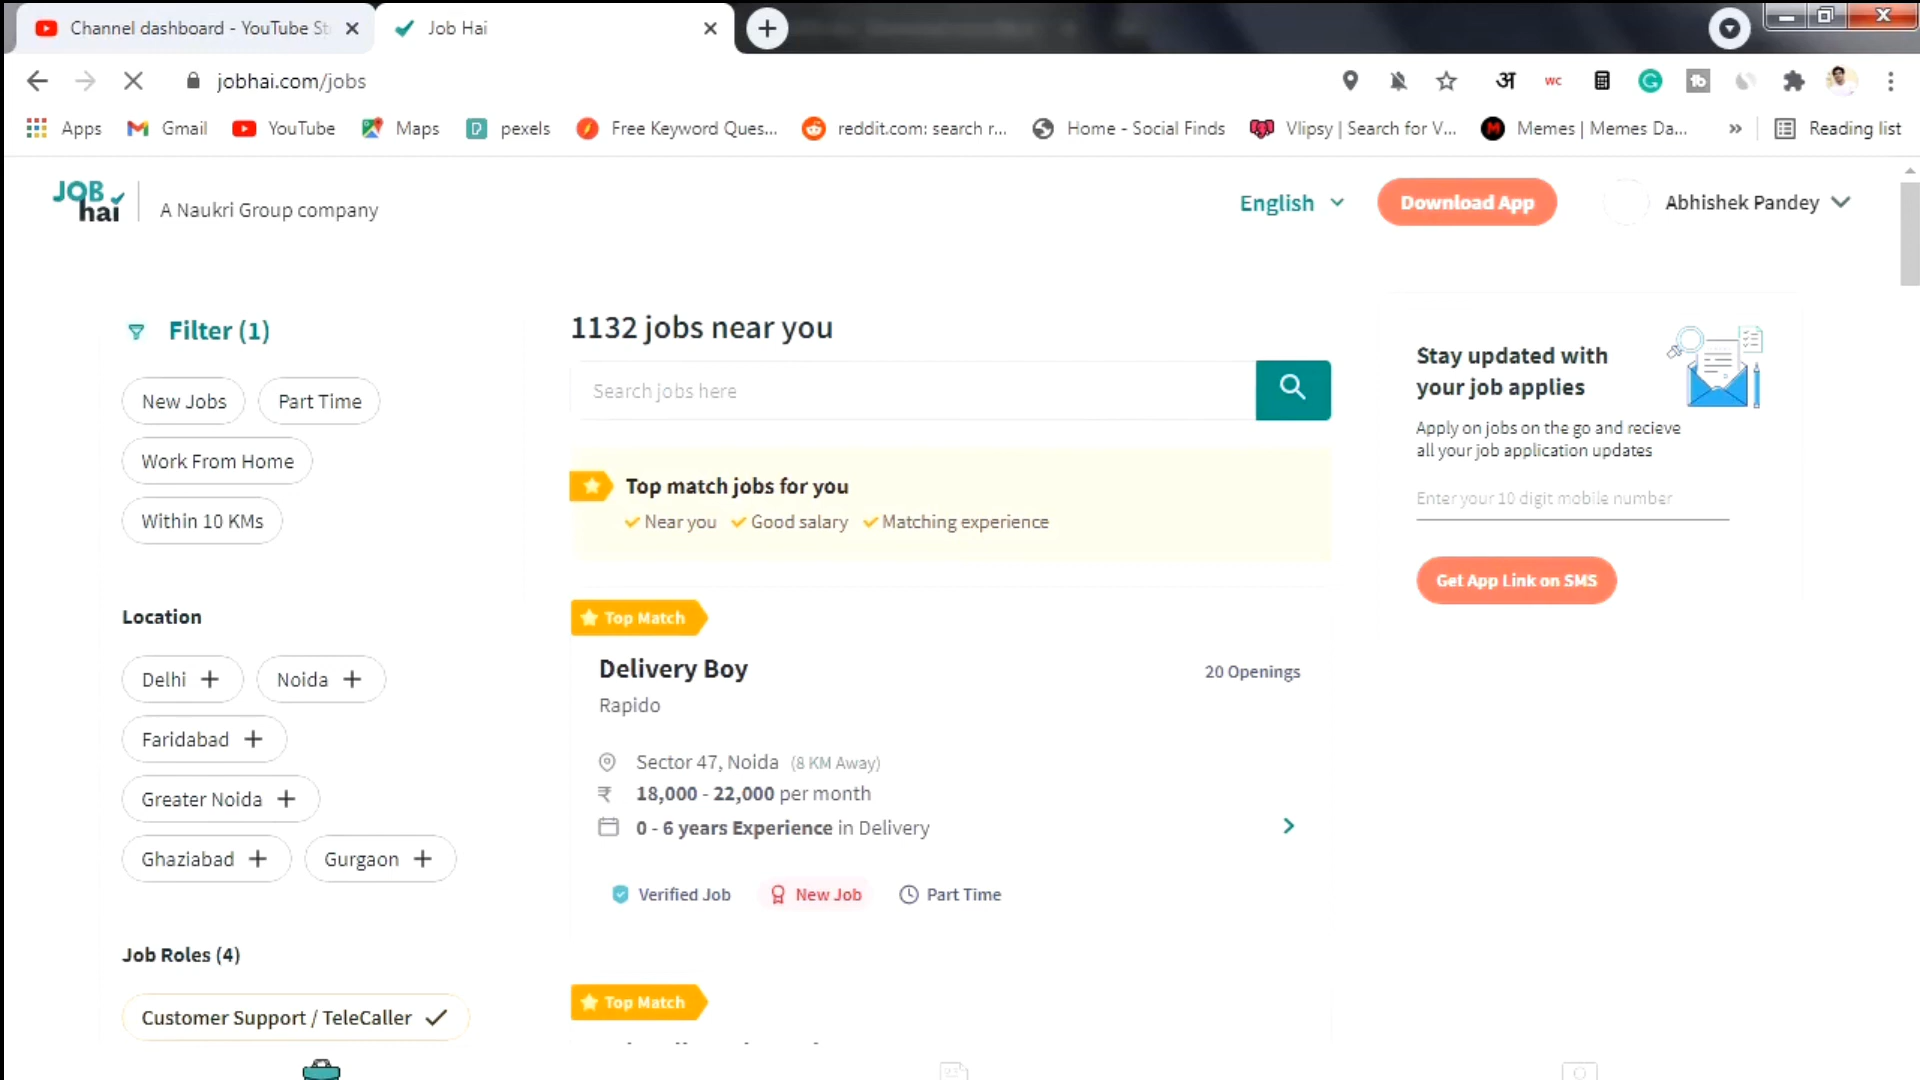 Channel dashboard - YouTube St
Job Hai
jobhai.com/jobs
अ
WC
Apps
Gmail
YouTube
Maps
pexels
Free Keyword Ques...
reddit.com: search r...
Home - Social Finds
Vlipsy | Search for V...
Memes | Memes Da...
»
Reading list
JOB hai
A Naukri Group company
English
Download App
Abhishek Pandey
Filter (1)
New Jobs
Part Time
Work From Home
Within 10 KMs
Location
Delhi +
Noida +
Faridabad +
Greater Noida +
Ghaziabad +
Gurgaon +
Job Roles (4)
Customer Support / TeleCaller
1132 jobs near you
Search jobs here
Top match jobs for you
Near you
Good salary
Matching experience
Top Match
Delivery Boy
20 Openings
Rapido
Sector 47, Noida (8 KM Away)
₹ 18,000 - 22,000 per month
0 - 6 years Experience in Delivery
Verified Job
New Job
Part Time
Top Match
Stay updated with
your job applies
Apply on jobs on the go and recieve
all your job application updates
Enter your 10 digit mobile number
Get App Link on SMS